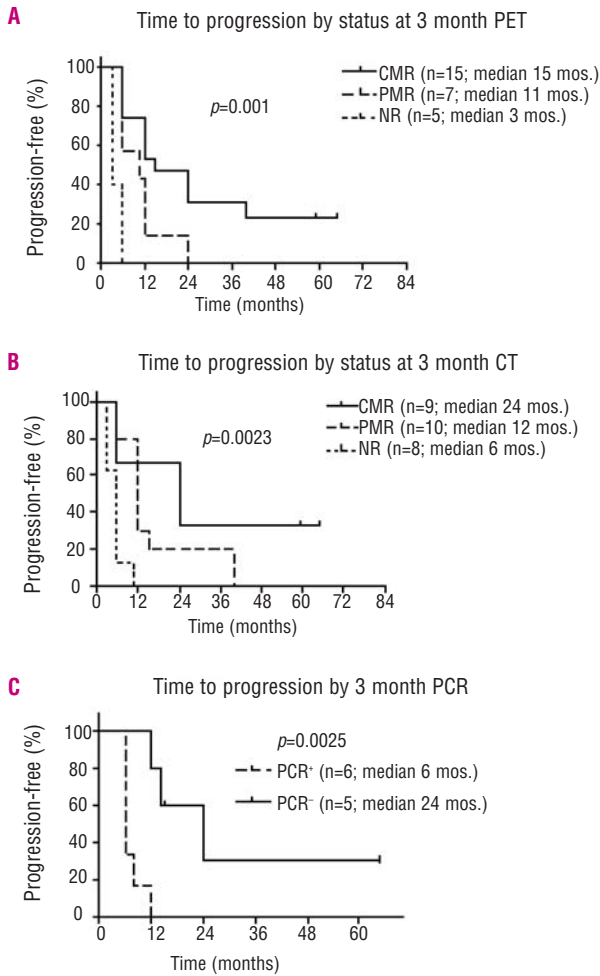 A
Time to progression by status at 3 month PET
Progression-free (%)
100
80
60
40
20
0
p=0.001
CMR (n=15; median 15 mos.)
PMR (n=7; median 11 mos.)
NR (n=5; median 3 mos.)
0 12 24 36 48 60 72 84
Time (months)
B
Time to progression by status at 3 month CT
Progression-free (%)
100
80
60
40
20
0
p=0.0023
CMR (n=9; median 24 mos.)
PMR (n=10; median 12 mos.)
NR (n=8; median 6 mos.)
0 12 24 36 48 60 72 84
Time (months)
C
Time to progression by 3 month PCR
Progression-free (%)
100
80
60
40
20
0
p=0.0025
PCR⁺ (n=6; median 6 mos.)
PCR⁻ (n=5; median 24 mos.)
0 12 24 36 48 60
Time (months)